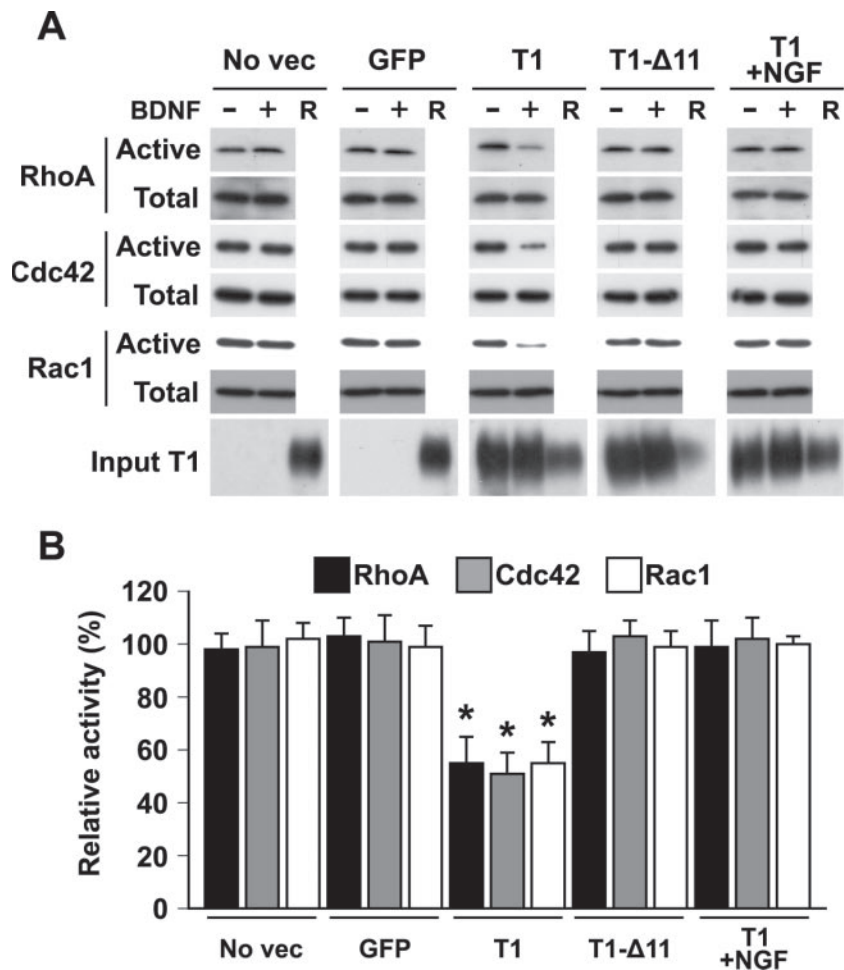 A
No vec GFP T1 T1-Δ11 T1 +NGF
BDNF - + R - + R - + R - + R - + R
RhoA Active
Total
Cdc42 Active
Total
Rac1 Active
Total
Input T1
B
RhoA Cdc42 Rac1
Relative activity (%)
120
100
80
60
40
20
0
* * *
No vec GFP T1 T1-Δ11 T1 +NGF